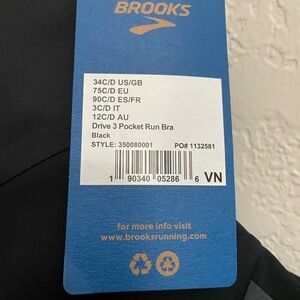 BROOKS
34C/D US/GB
75C/D EU
90C/D ES/FR
3C/D IT
12C/D AU
Drive 3 Pocket Run Bra
Black
STYLE: 350080001 PO# 1132581
1 90340 05286 6 VN
for more info visit
www.brooksrunning.com